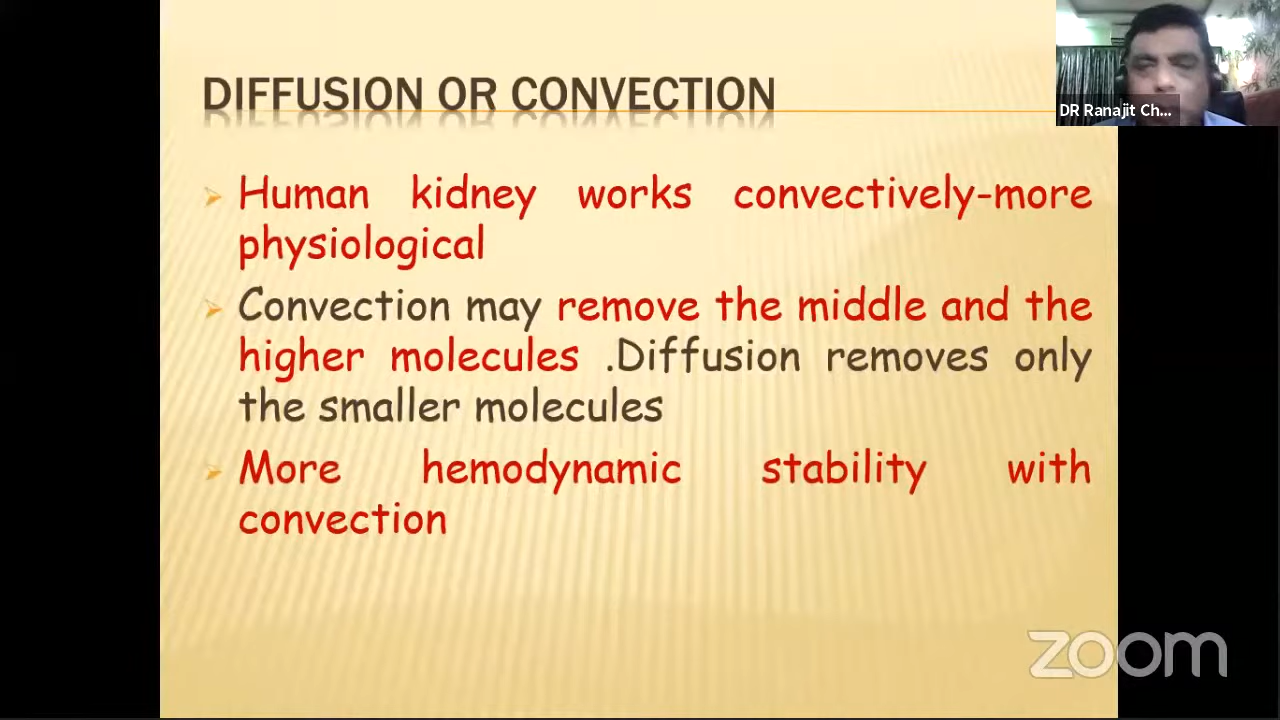 DIFFUSION OR CONVECTION
DR Ranajit Ch...
Human kidney works convectively-more
physiological
Convection may remove the middle and the
higher molecules .Diffusion removes only
the smaller molecules
More hemodynamic stability with
convection
zoom